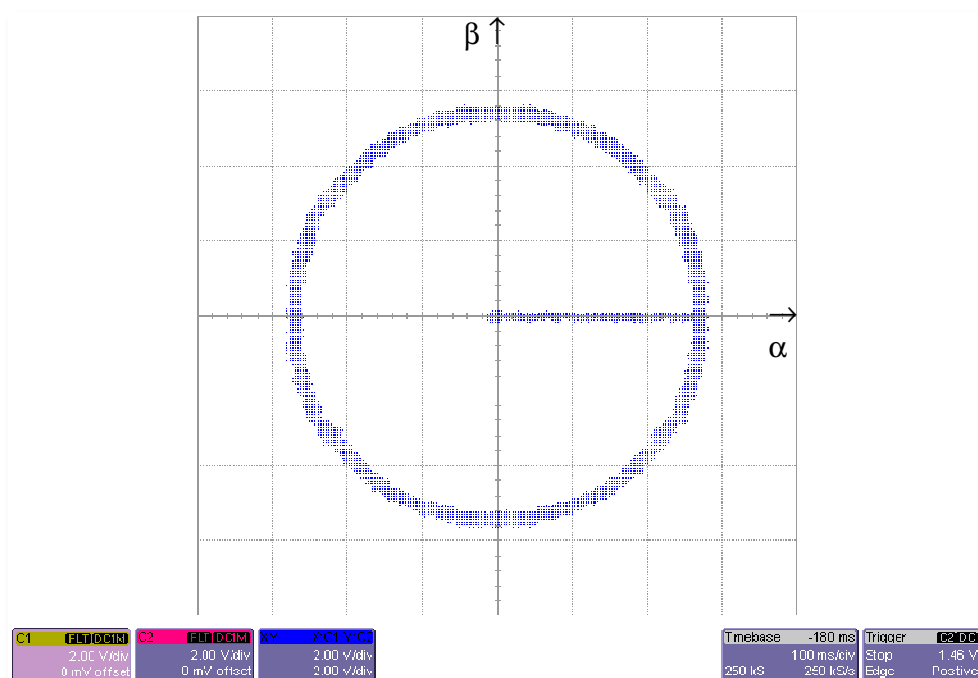 β
α
C1 FLT DC1M
2.00 V/div
0 mV offset
C2 FLT DC1M
2.00 V/div
0 mV offset
XY
2.00 V/div
2.00 V/div
Timebase -180 ms
100 ms/div
250 kS 250 kS/s
Trigger C2 DC
Stop 1.46 V
Edge Positive